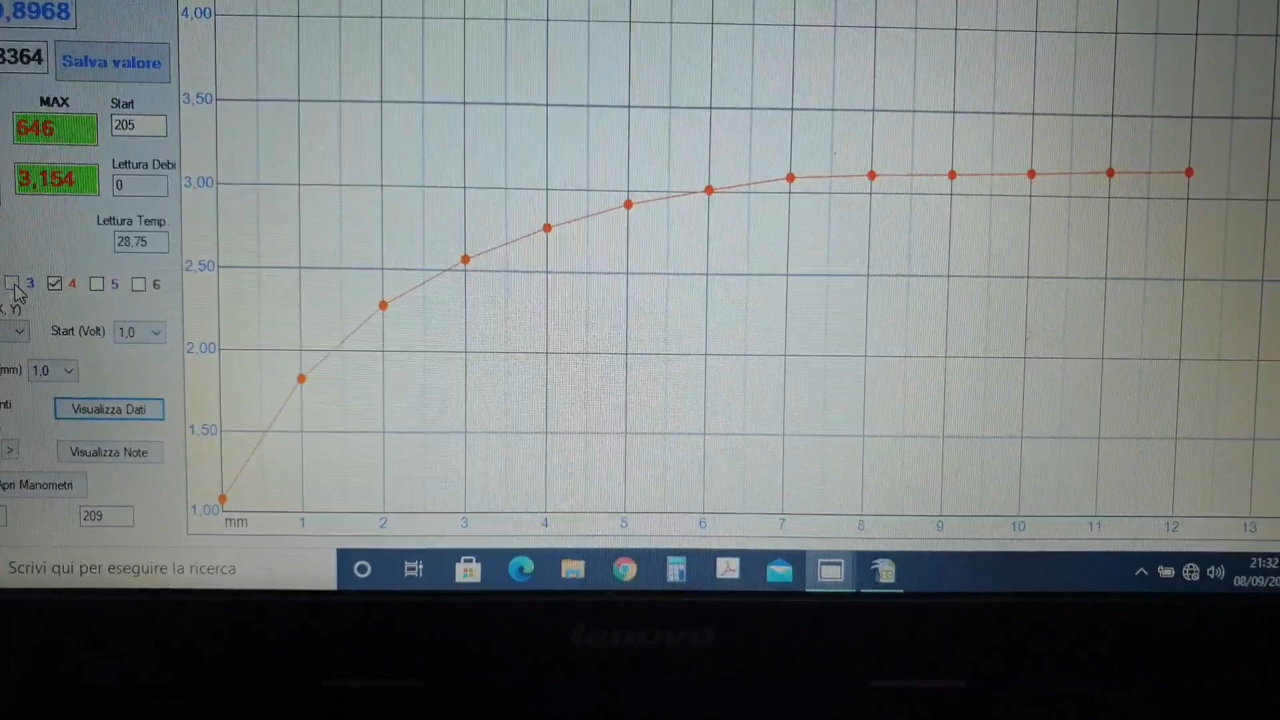 ,8968
3364
Salva valore
MAX
Start
646
205
3,154
Lettura Debi
0
Lettura Temp.
28,75
3 4 5 6
X, Y)
Start (Volt) 1,0
mm) 1,0
nti
Visualizza Dati
>
Visualizza Note
Apri Manometri
209
4,00
3,50
3,00
2,50
2,00
1,50
1,00
mm 1 2 3 4 5 6 7 8 9 10 11 12 13
Scrivi qui per eseguire la ricerca
21:32
08/09/20
lenovo